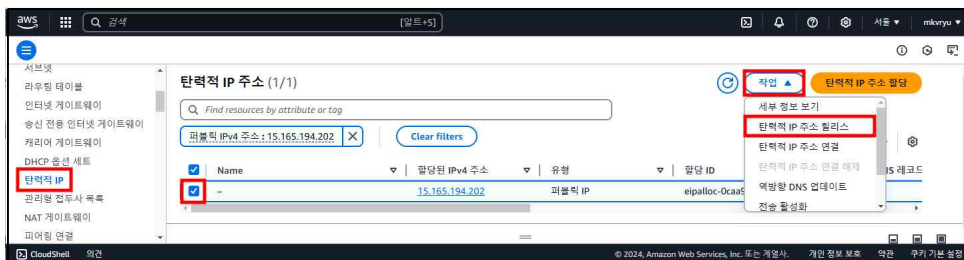 aws
검색
[알트+S]
서울 ▼
mkvryu ▼
서브넷
라우팅 테이블
인터넷 게이트웨이
송신 전용 인터넷 게이트웨이
캐리어 게이트웨이
DHCP 옵션 세트
탄력적 IP
관리형 접두사 목록
NAT 게이트웨이
피어링 연결
탄력적 IP 주소 (1/1)
작업 ▲
탄력적 IP 주소 할당
Find resources by attribute or tag
퍼블릭 IPv4 주소 : 15.165.194.202
Clear filters
Name
할당된 IPv4 주소
유형
할당 ID
IS 레코드
–
15.165.194.202
퍼블릭 IP
eipalloc-0caa9
세부 정보 보기
탄력적 IP 주소 릴리스
탄력적 IP 주소 연결
탄력적 IP 주소 연결 해제
역방향 DNS 업데이트
전송 활성화
CloudShell
의견
© 2024, Amazon Web Services, Inc. 또는 계열사.
개인 정보 보호
약관
쿠키 기본 설정